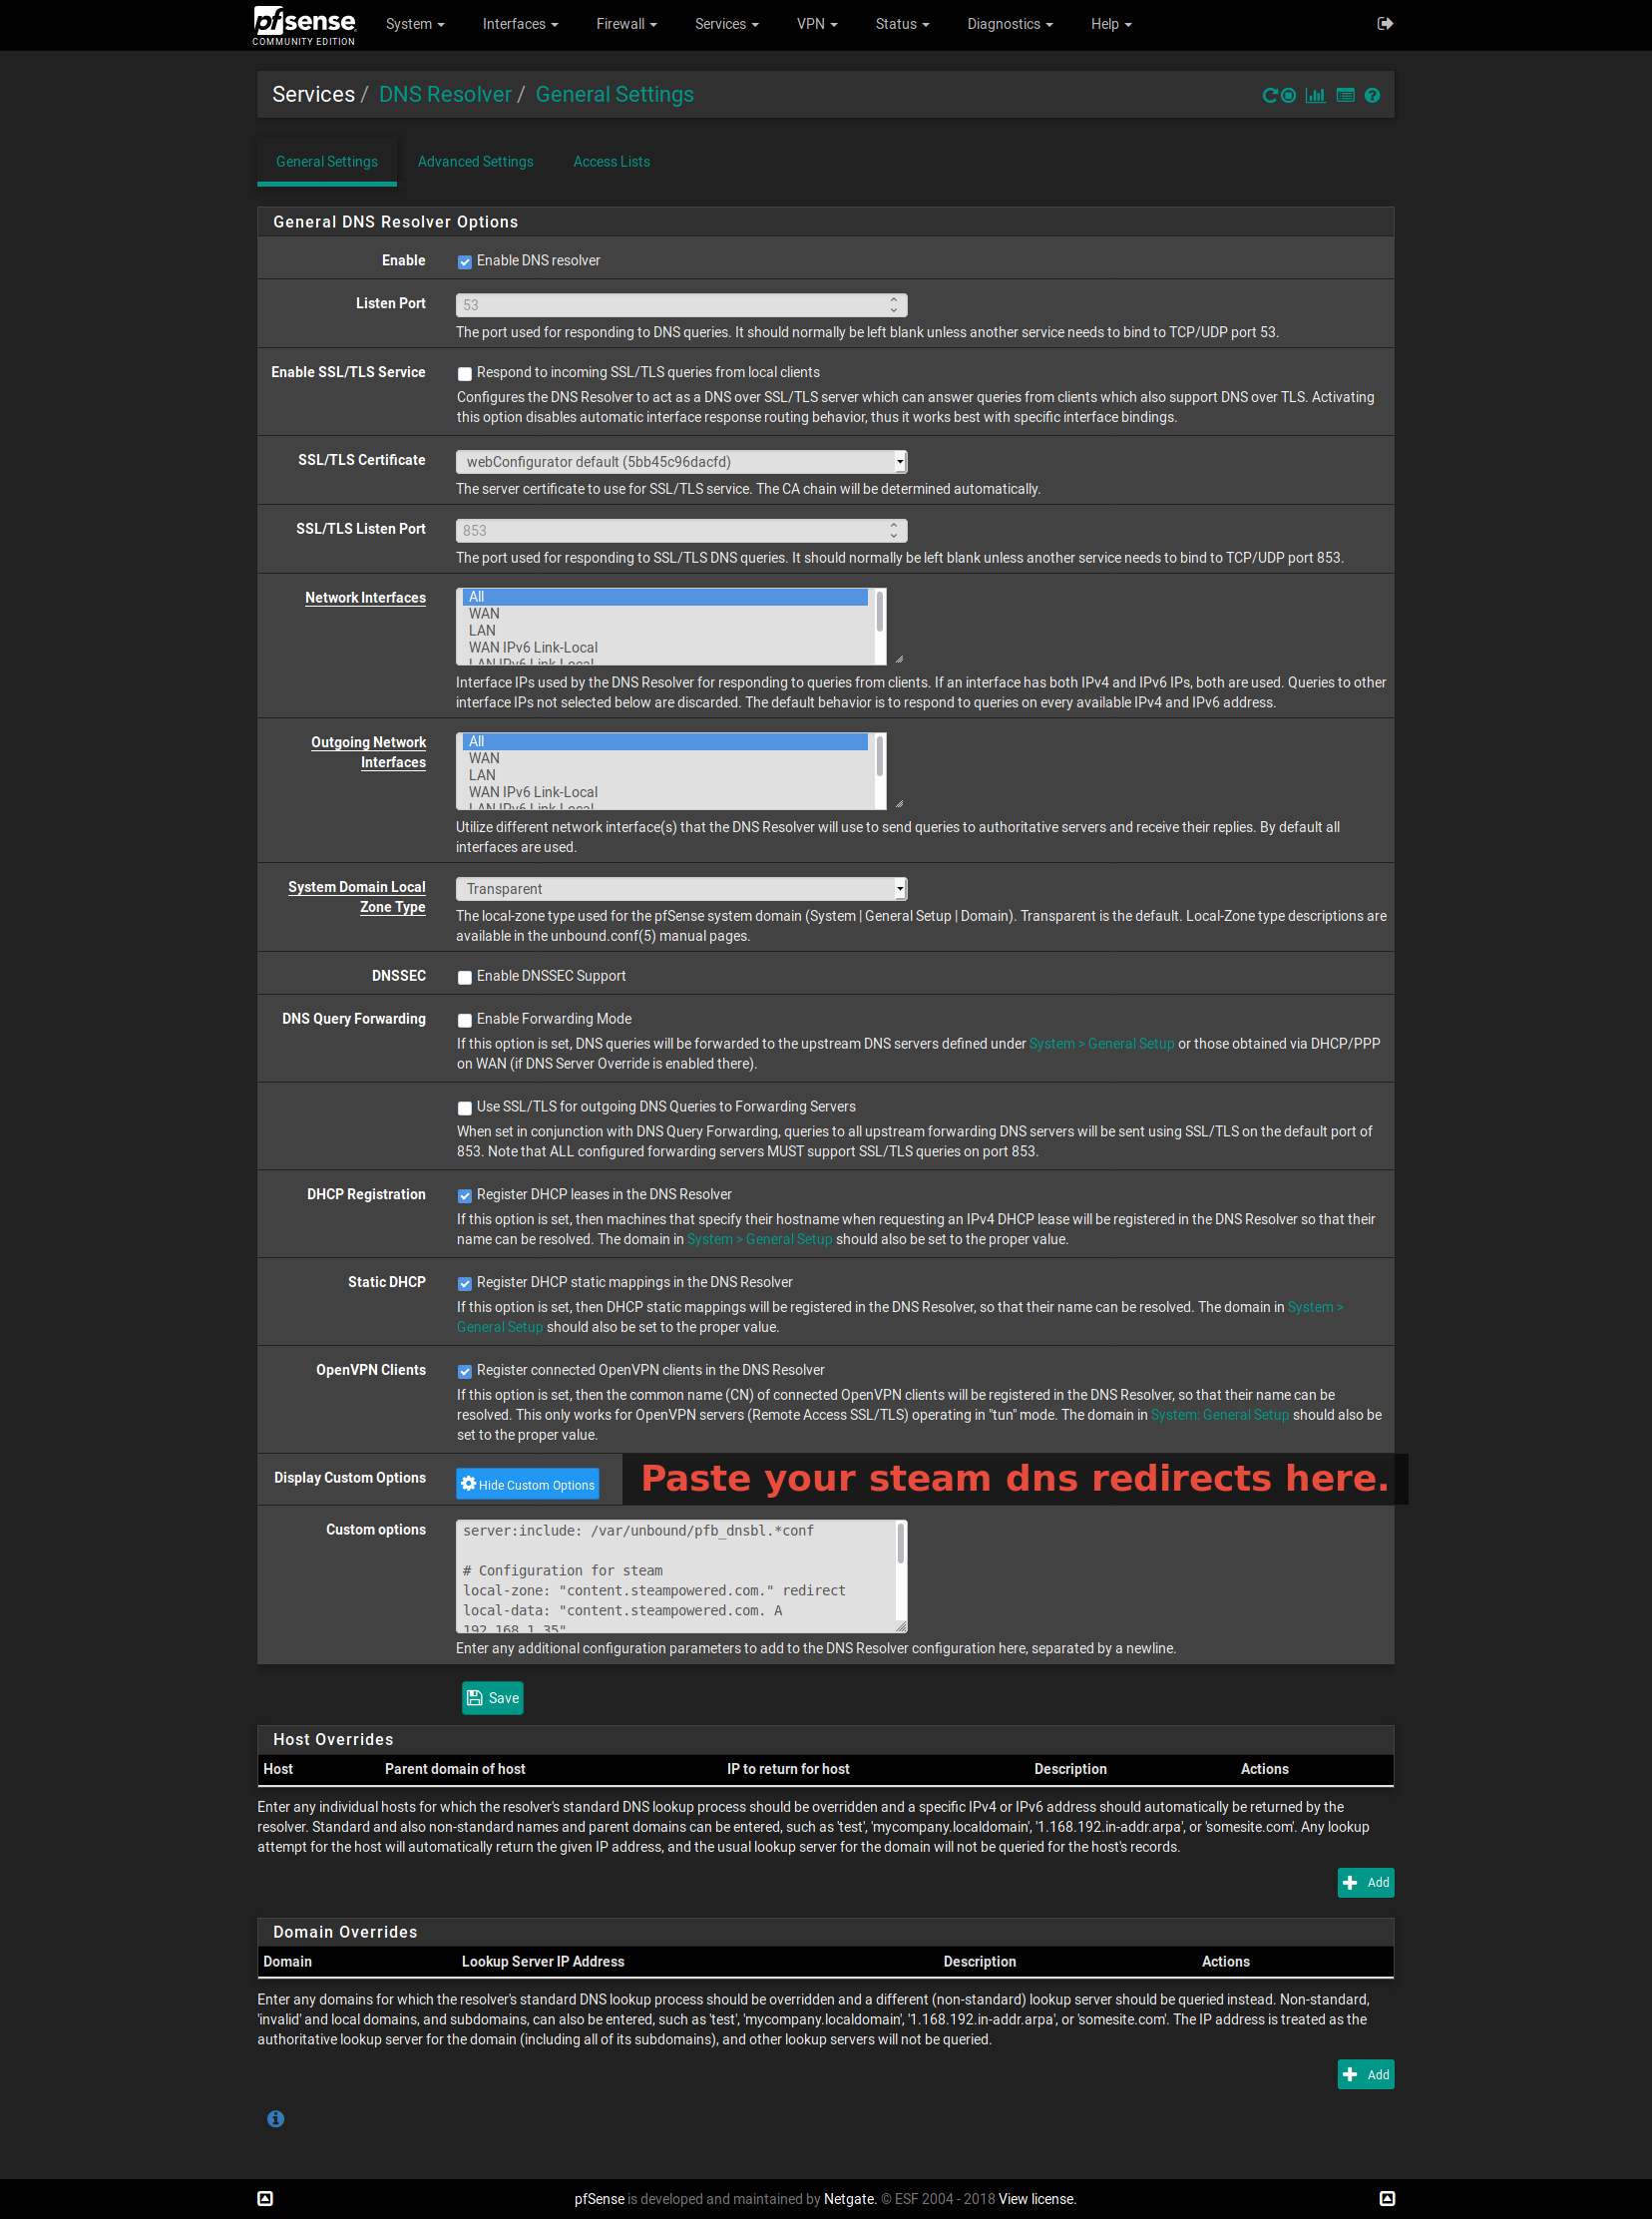 pfsense
COMMUNITY EDITION
System Interfaces Firewall Services VPN Status Diagnostics Help
Services / DNS Resolver / General Settings
General Settings Advanced Settings Access Lists
General DNS Resolver Options
Enable Enable DNS resolver
Listen Port 53
The port used for responding to DNS queries. It should normally be left blank unless another service needs to bind to TCP/UDP port 53.
Enable SSL/TLS Service Respond to incoming SSL/TLS queries from local clients
Configures the DNS Resolver to act as a DNS over SSL/TLS server which can answer queries from clients which also support DNS over TLS. Activating
this option disables automatic interface response routing behavior, thus it works best with specific interface bindings.
SSL/TLS Certificate webConfigurator default (5bb45c96dacfd)
The server certificate to use for SSL/TLS service. The CA chain will be determined automatically.
SSL/TLS Listen Port 853
The port used for responding to SSL/TLS DNS queries. It should normally be left blank unless another service needs to bind to TCP/UDP port 853.
Network Interfaces All
WAN
LAN
WAN IPv6 Link-Local
LAN IPv6 Link-Local
Interface IPs used by the DNS Resolver for responding to queries from clients. If an interface has both IPv4 and IPv6 IPs, both are used. Queries to other
interface IPs not selected below are discarded. The default behavior is to respond to queries on every available IPv4 and IPv6 address.
Outgoing Network All
Interfaces WAN
LAN
WAN IPv6 Link-Local
LAN IPv6 Link-Local
Utilize different network interface(s) that the DNS Resolver will use to send queries to authoritative servers and receive their replies. By default all
interfaces are used.
System Domain Local Transparent
Zone Type
The local-zone type used for the pfSense system domain (System | General Setup | Domain). Transparent is the default. Local-Zone type descriptions are
available in the unbound.conf(5) manual pages.
DNSSEC Enable DNSSEC Support
DNS Query Forwarding Enable Forwarding Mode
If this option is set, DNS queries will be forwarded to the upstream DNS servers defined under System > General Setup or those obtained via DHCP/PPP
on WAN (if DNS Server Override is enabled there).
Use SSL/TLS for outgoing DNS Queries to Forwarding Servers
When set in conjunction with DNS Query Forwarding, queries to all upstream forwarding DNS servers will be sent using SSL/TLS on the default port of
853. Note that ALL configured forwarding servers MUST support SSL/TLS queries on port 853.
DHCP Registration Register DHCP leases in the DNS Resolver
If this option is set, then machines that specify their hostname when requesting an IPv4 DHCP lease will be registered in the DNS Resolver so that their
name can be resolved. The domain in System > General Setup should also be set to the proper value.
Static DHCP Register DHCP static mappings in the DNS Resolver
If this option is set, then DHCP static mappings will be registered in the DNS Resolver, so that their name can be resolved. The domain in System >
General Setup should also be set to the proper value.
OpenVPN Clients Register connected OpenVPN clients in the DNS Resolver
If this option is set, then the common name (CN) of connected OpenVPN clients will be registered in the DNS Resolver, so that their name can be
resolved. This only works for OpenVPN servers (Remote Access SSL/TLS) operating in "tun" mode. The domain in System: General Setup should also be
set to the proper value.
Display Custom Options Hide Custom Options Paste your steam dns redirects here.
Custom options server:include: /var/unbound/pfb_dnsbl.*conf
# Configuration for steam
local-zone: "content.steampowered.com." redirect
local-data: "content.steampowered.com. A
192.168.1.35"
Enter any additional configuration parameters to add to the DNS Resolver configuration here, separated by a newline.
Save
Host Overrides
Host Parent domain of host IP to return for host Description Actions
Enter any individual hosts for which the resolver's standard DNS lookup process should be overridden and a specific IPv4 or IPv6 address should automatically be returned by the
resolver. Standard and also non-standard names and parent domains can be entered, such as 'test', 'mycompany.localdomain', '1.168.192.in-addr.arpa', or 'somesite.com'. Any lookup
attempt for the host will automatically return the given IP address, and the usual lookup server for the domain will not be queried for the host's records.
Add
Domain Overrides
Domain Lookup Server IP Address Description Actions
Enter any domains for which the resolver's standard DNS lookup process should be overridden and a different (non-standard) lookup server should be queried instead. Non-standard,
'invalid' and local domains, and subdomains, can also be entered, such as 'test', 'mycompany.localdomain', '1.168.192.in-addr.arpa', or 'somesite.com'. The IP address is treated as the
authoritative lookup server for the domain (including all of its subdomains), and other lookup servers will not be queried.
Add
pfSense is developed and maintained by Netgate. © ESF 2004 - 2018 View license.